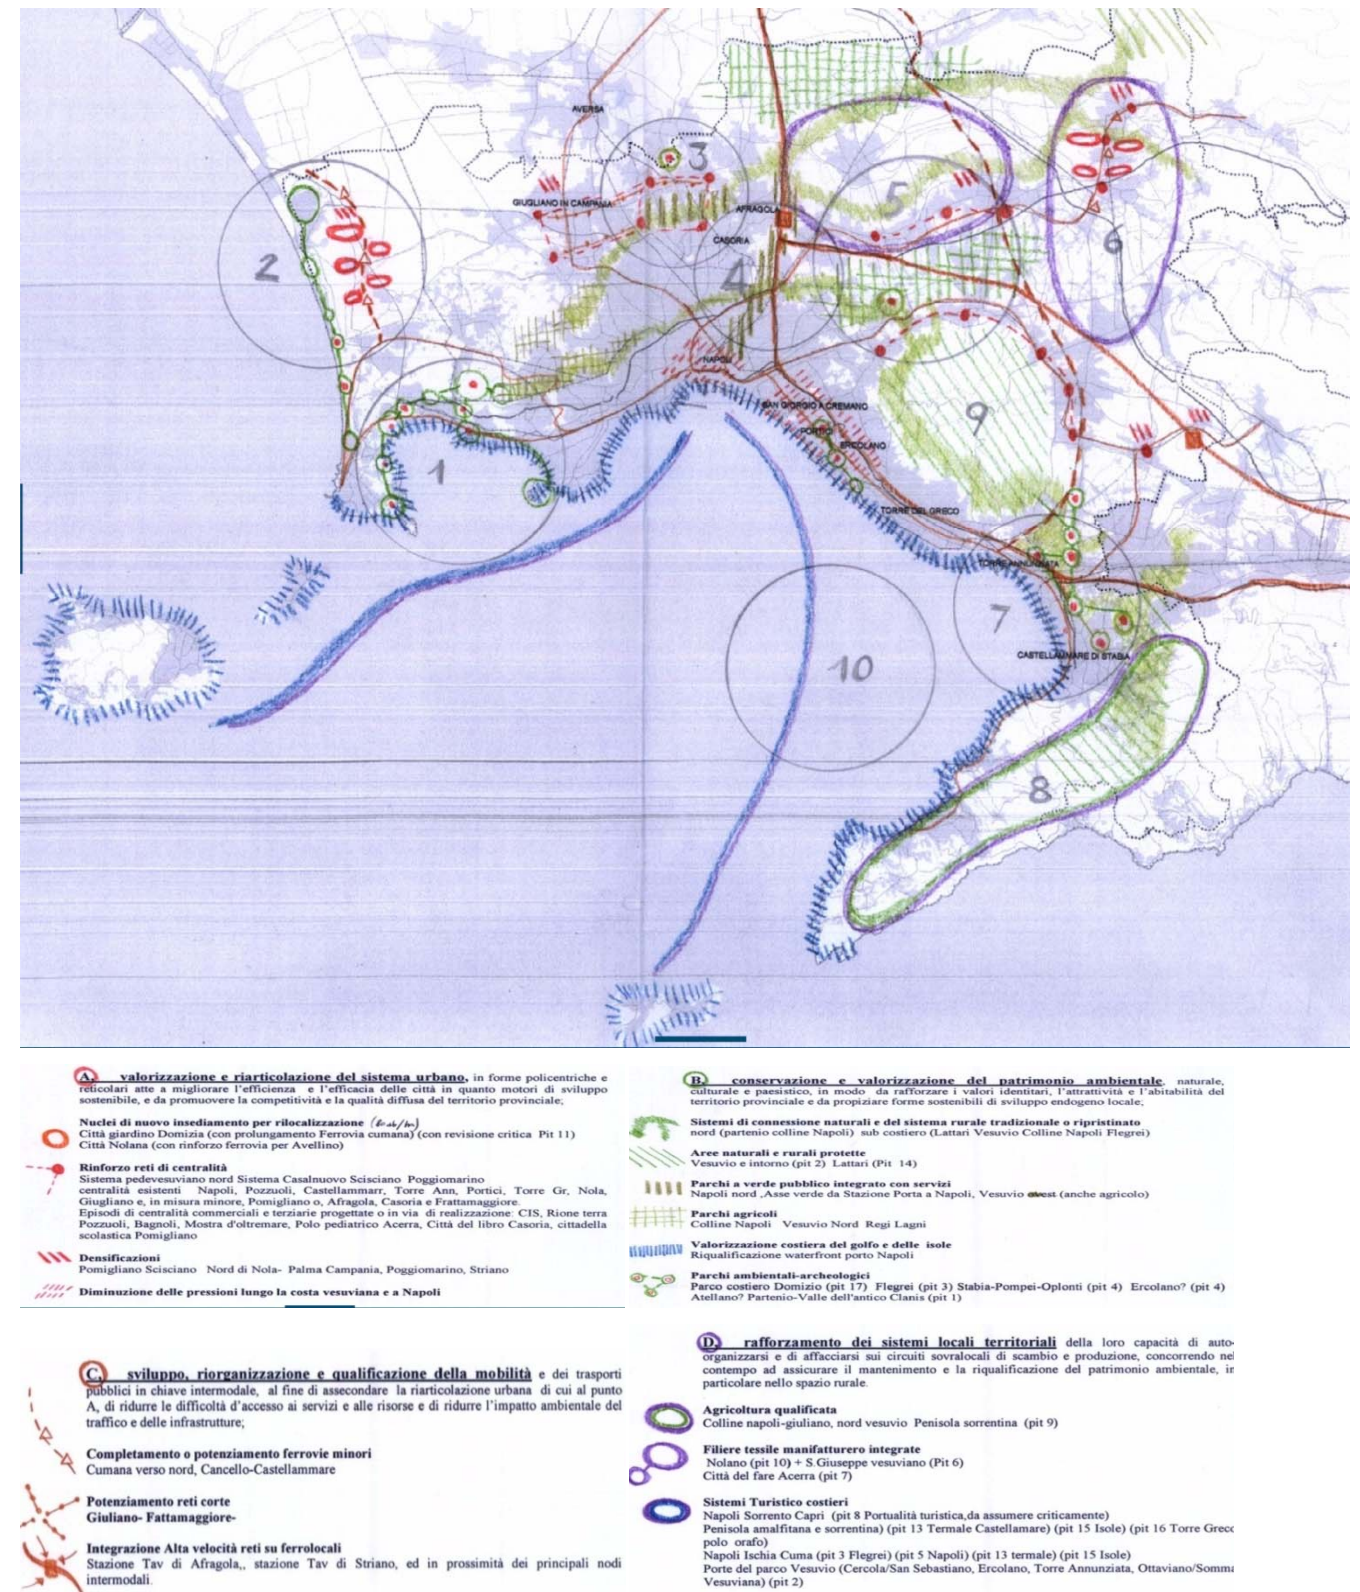 AVERSA
3
GIUGLIANO IN CAMPANIA
AFRAGOLA
5
CASORIA
6
2
4
NAPOLI
SAN GIORGIO A CREMANO
9
PORTICI
ERCOLANO
1
TORRE DEL GRECO
TORRE ANNUNZIATA
7
10
CASTELLAMMARE DI STABIA
8
A. valorizzazione e riarticolazione del sistema urbano, in forme policentriche e
reticolari atte a migliorare l'efficienza e l'efficacia delle città in quanto motori di sviluppo
sostenibile, e da promuovere la competitività e la qualità diffusa del territorio provinciale;
Nuclei di nuovo insediamento per rilocalizzazione
Città giardino Domizia (con prolungamento Ferrovia cumana) (con revisione critica Pit 11)
Città Nolana (con rinforzo ferrovia per Avellino)
Rinforzo reti di centralità
Sistema pedevesuviano nord Sistema Casalnuovo Scisciano Poggiomarino
centralità esistenti Napoli, Pozzuoli, Castellammarr, Torre Ann, Portici, Torre Gr, Nola,
Giugliano e, in misura minore, Pomigliano o, Afragola, Casoria e Frattamaggiore.
Episodi di centralità commerciali e terziarie progettate o in via di realizzazione: CIS, Rione terra
Pozzuoli, Bagnoli, Mostra d'oltremare, Polo pediatrico Acerra, Città del libro Casoria, cittadella
scolastica Pomigliano
Densificazioni
Pomigliano Scisciano Nord di Nola- Palma Campania, Poggiomarino, Striano
Diminuzione delle pressioni lungo la costa vesuviana e a Napoli
B. conservazione e valorizzazione del patrimonio ambientale, naturale,
culturale e paesistico, in modo da rafforzare i valori identitari, l'attrattività e l'abitabilità del
territorio provinciale e da propiziare forme sostenibili di sviluppo endogeno locale;
Sistemi di connessione naturali e del sistema rurale tradizionale o ripristinato
nord (partenio colline Napoli) sub costiero (Lattari Vesuvio Colline Napoli Flegrei)
Aree naturali e rurali protette
Vesuvio e intorno (pit 2) Lattari (Pit 14)
Parchi a verde pubblico integrato con servizi
Napoli nord ,Asse verde da Stazione Porta a Napoli, Vesuvio ovest (anche agricolo)
Parchi agricoli
Colline Napoli Vesuvio Nord Regi Lagni
Valorizzazione costiera del golfo e delle isole
Riqualificazione waterfront porto Napoli
Parchi ambientali-archeologici
Parco costiero Domizio (pit 17) Flegrei (pit 3) Stabia-Pompei-Oplonti (pit 4) Ercolano? (pit 4)
Atellano? Partenio-Valle dell'antico Clanis (pit 1)
C. sviluppo, riorganizzazione e qualificazione della mobilità e dei trasporti
pubblici in chiave intermodale, al fine di assecondare la riarticolazione urbana di cui al punto
A, di ridurre le difficoltà d'accesso ai servizi e alle risorse e di ridurre l'impatto ambientale del
traffico e delle infrastrutture;
Completamento o potenziamento ferrovie minori
Cumana verso nord, Cancello-Castellammare
Potenziamento reti corte
Giuliano- Fattamaggiore-
Integrazione Alta velocità reti su ferrolocali
Stazione Tav di Afragola,, stazione Tav di Striano, ed in prossimità dei principali nodi
intermodali.
D. rafforzamento dei sistemi locali territoriali della loro capacità di auto-
organizzarsi e di affacciarsi sui circuiti sovralocali di scambio e produzione, concorrendo nel
contempo ad assicurare il mantenimento e la riqualificazione del patrimonio ambientale, in
particolare nello spazio rurale.
Agricoltura qualificata
Colline napoli-giuliano, nord vesuvio Penisola sorrentina (pit 9)
Filiere tessile manifatturero integrate
Nolano (pit 10) + S.Giuseppe vesuviano (Pit 6)
Città del fare Acerra (pit 7)
Sistemi Turistico costieri
Napoli Sorrento Capri (pit 8 Portualità turistica,da assumere criticamente)
Penisola amalfitana e sorrentina) (pit 13 Termale Castellamare) (pit 15 Isole) (pit 16 Torre Greco
polo orafo)
Napoli Ischia Cuma (pit 3 Flegrei) (pit 5 Napoli) (pit 13 termale) (pit 15 Isole)
Porte del parco Vesuvio (Cercola/San Sebastiano, Ercolano, Torre Annunziata, Ottaviano/Somma
Vesuviana) (pit 2)